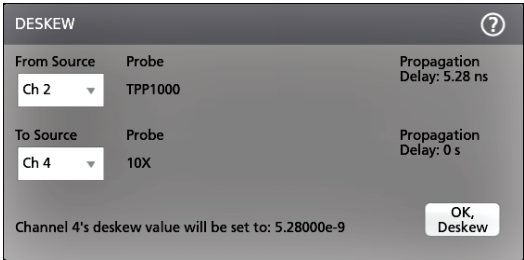 DESKEW
?
From Source
Probe
Propagation
Delay: 5.28 ns
Ch 2
TPP1000
To Source
Probe
Propagation
Delay: 0 s
Ch 4
10X
Channel 4's deskew value will be set to: 5.28000e-9
OK,
Deskew